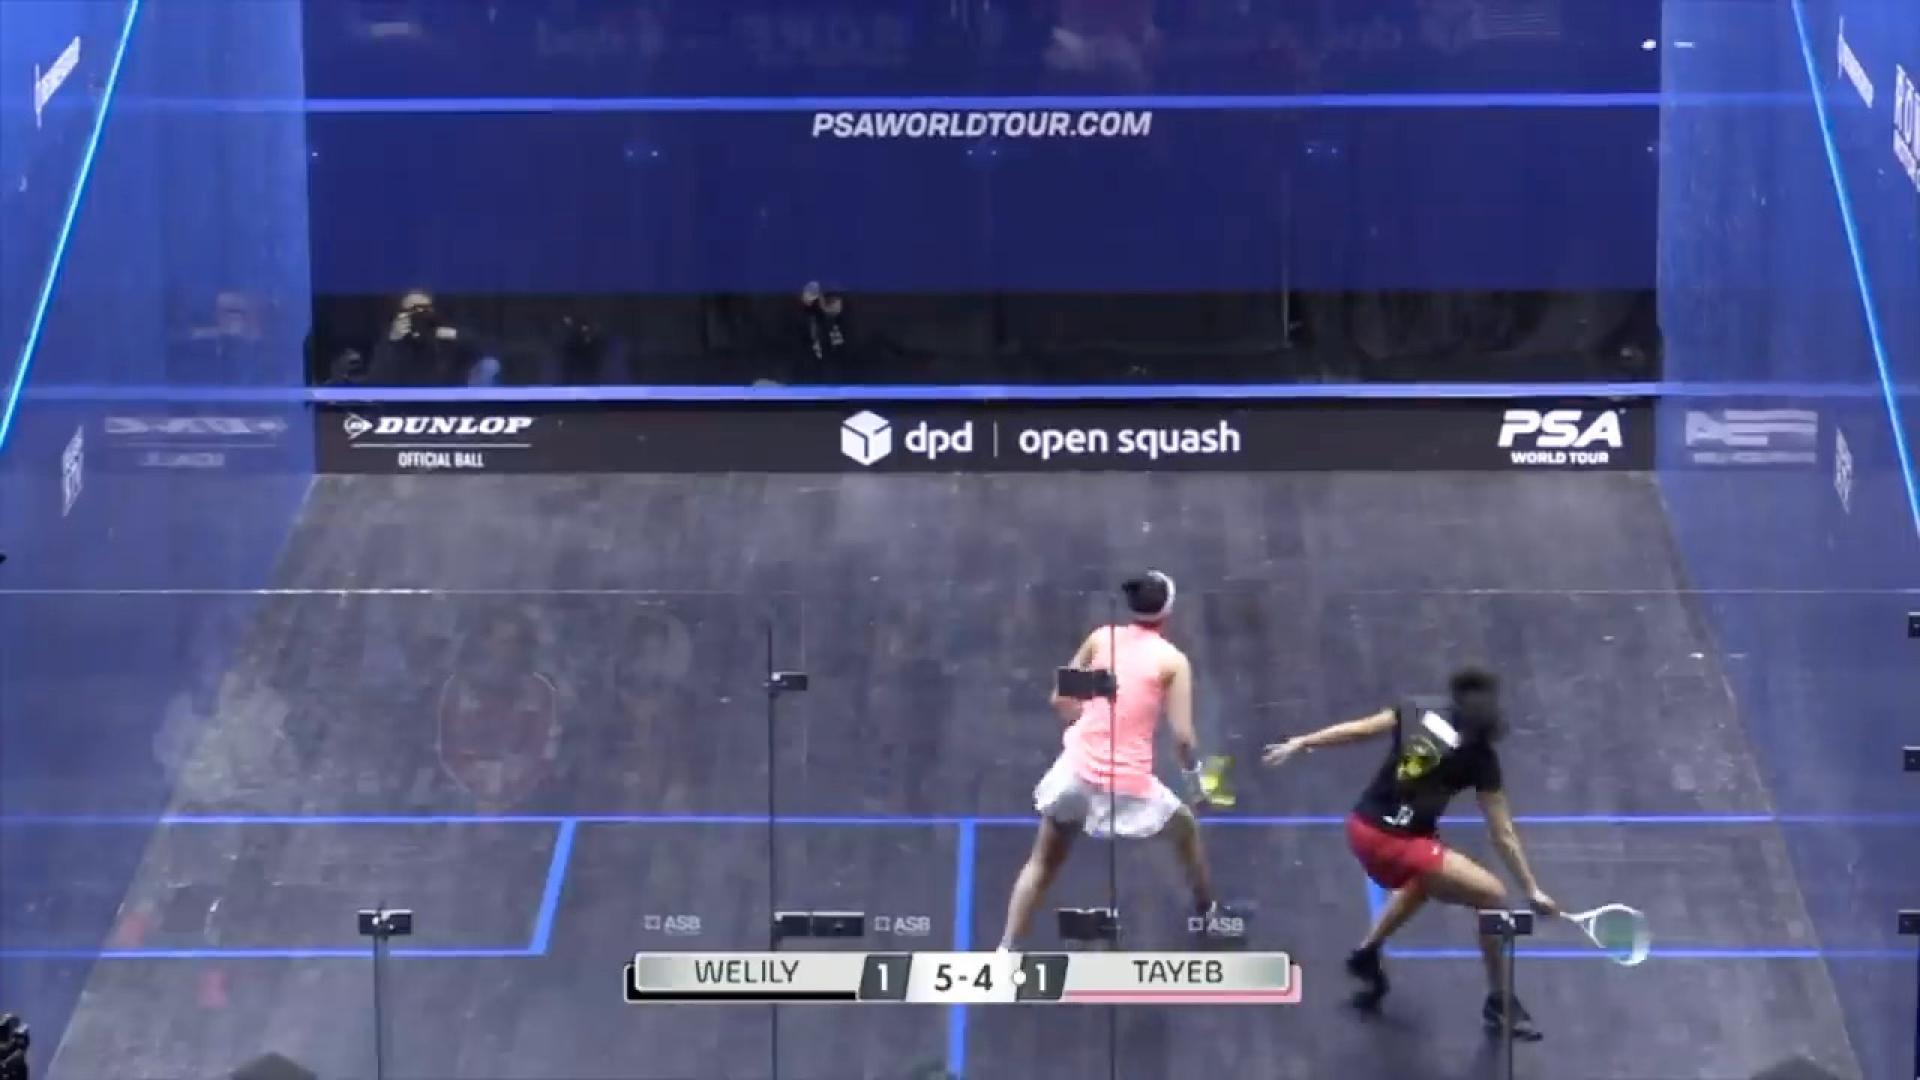 PSAWORLDTOUR.COM
DUNLOP
OFFICIAL BALL
dpd | open squash
PSA
WORLD TOUR
ASB
ASB
ASB
WELILY 1 5-4 1 TAYEB